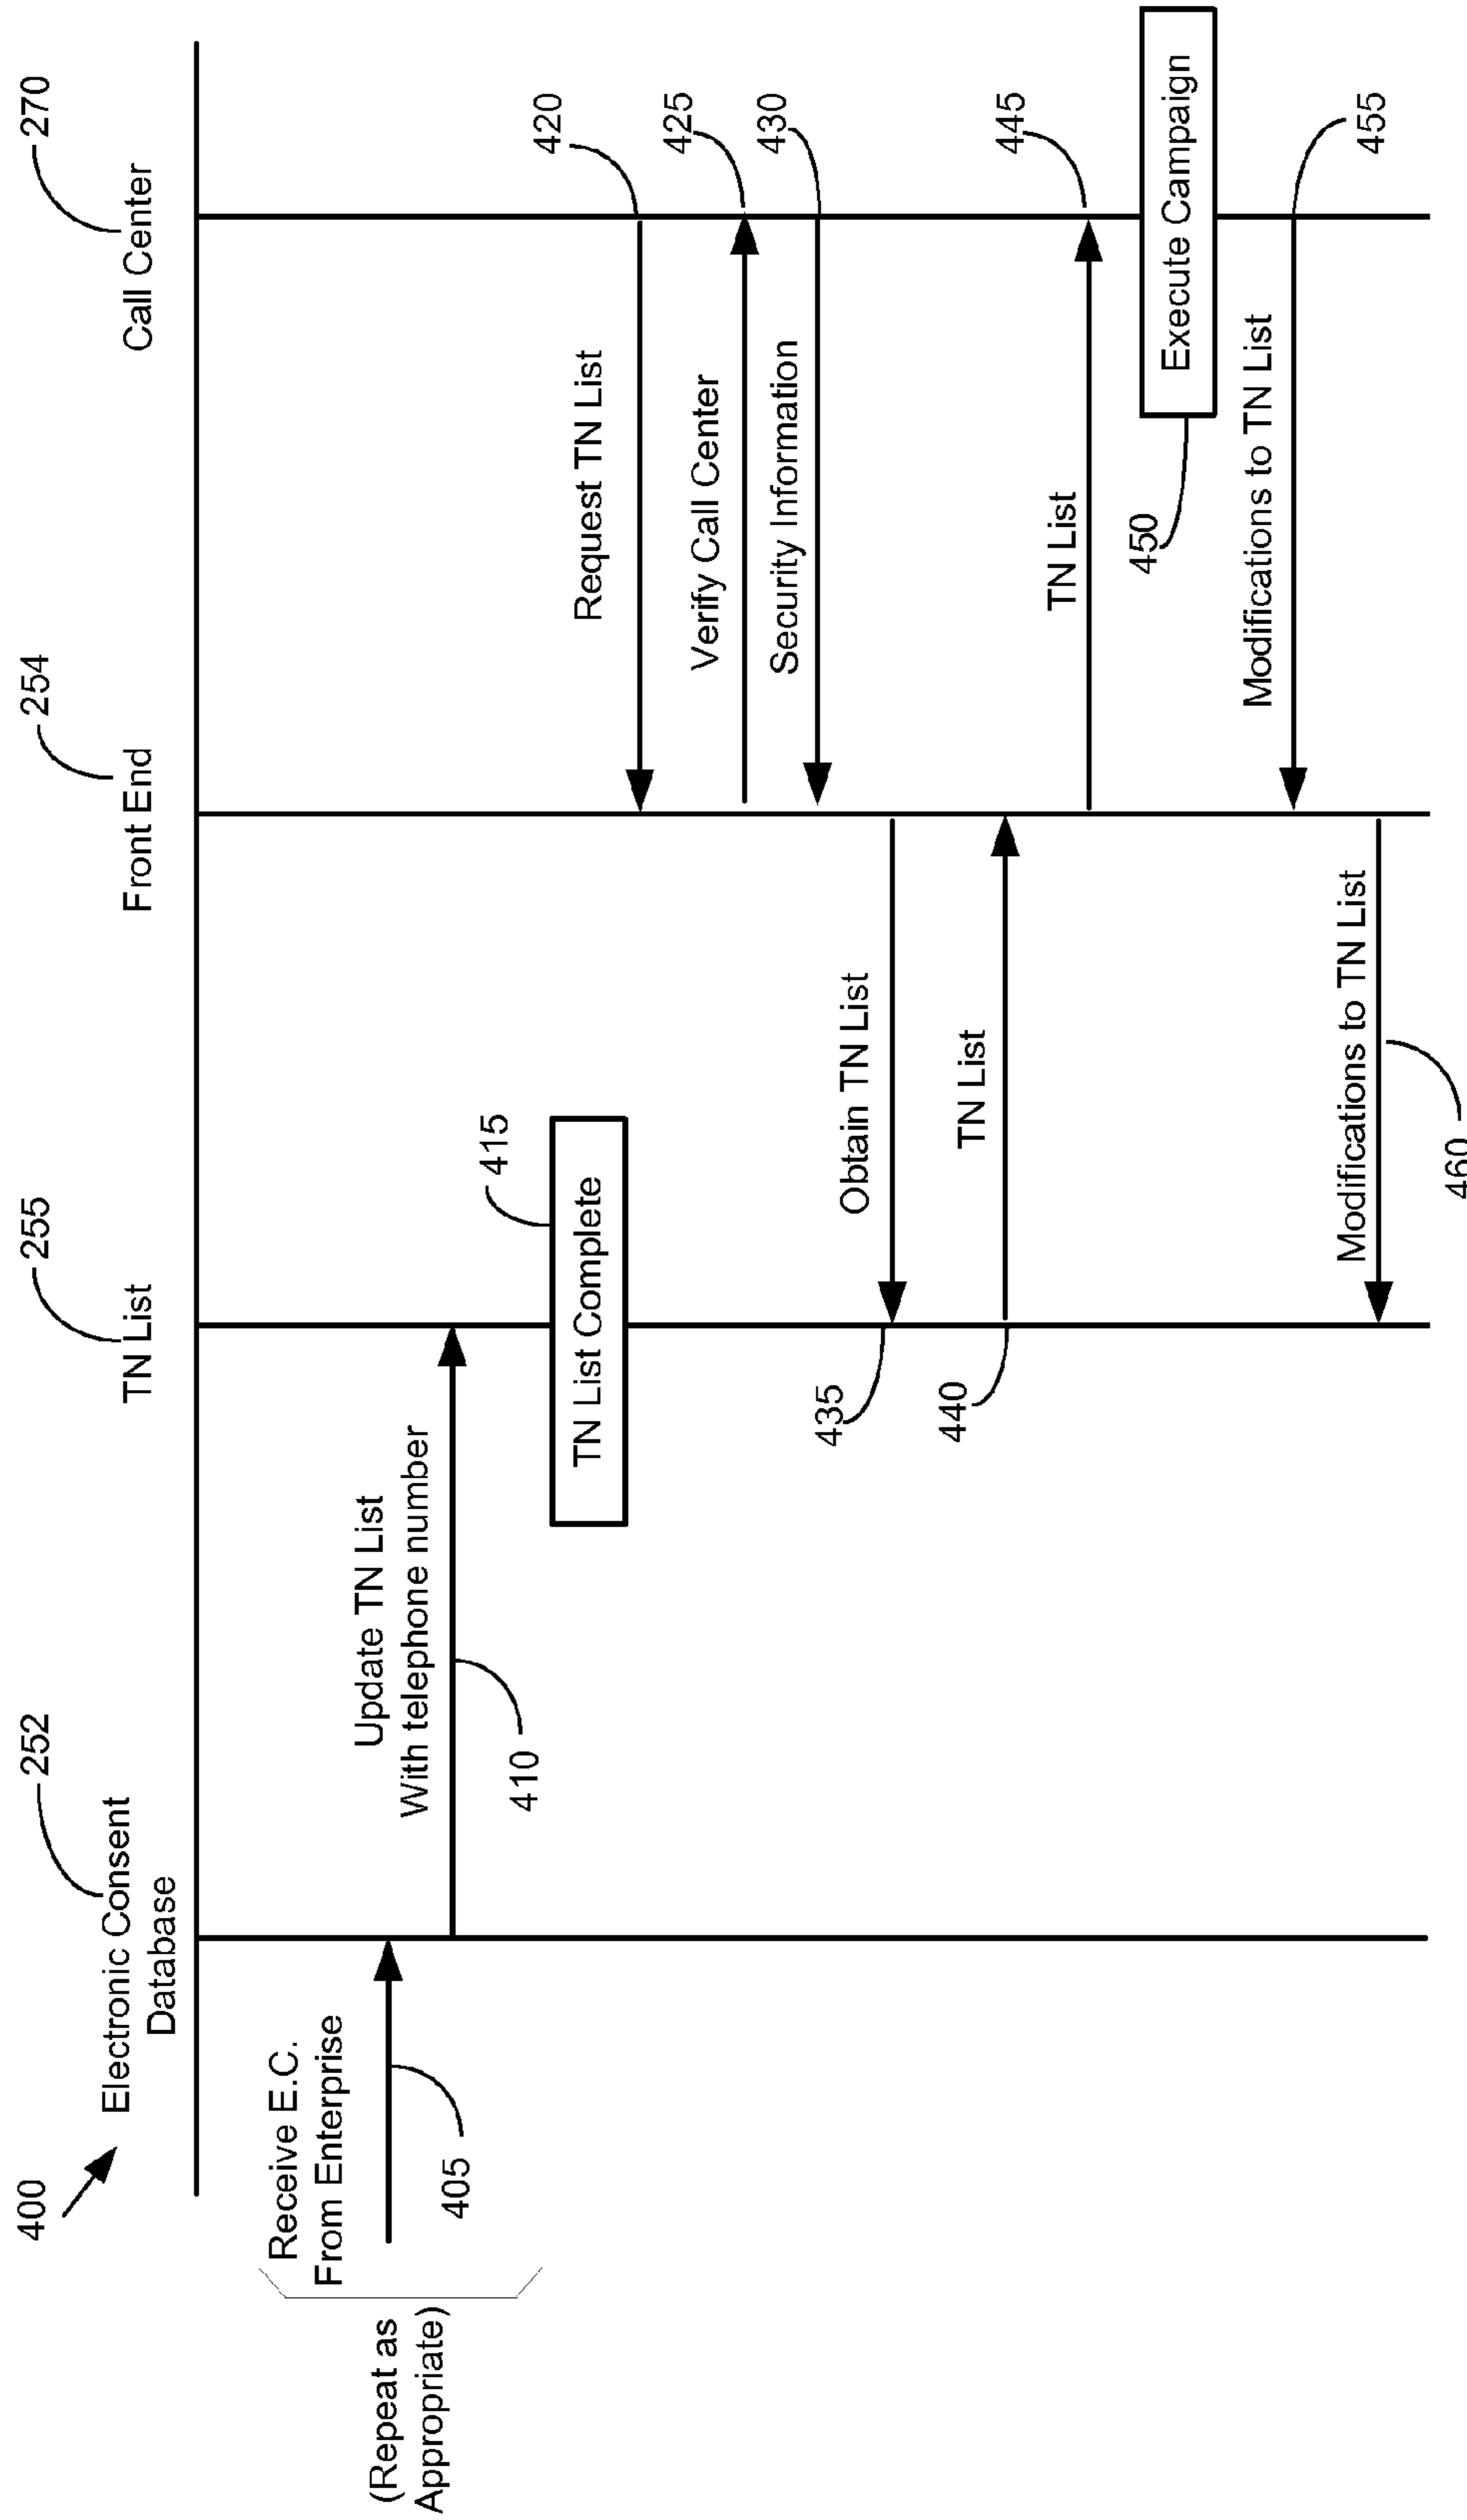 400
Electronic Consent
Database
252
TN List
255
Front End
254
Call Center
270
(Repeat as
Appropriate)
Receive E.C.
From Enterprise
405
Update TN List
With telephone number
410
TN List Complete
415
Request TN List
420
Verify Call Center
425
Security Information
430
Obtain TN List
435
TN List
440
TN List
445
Execute Campaign
450
Modifications to TN List
455
Modifications to TN List
460